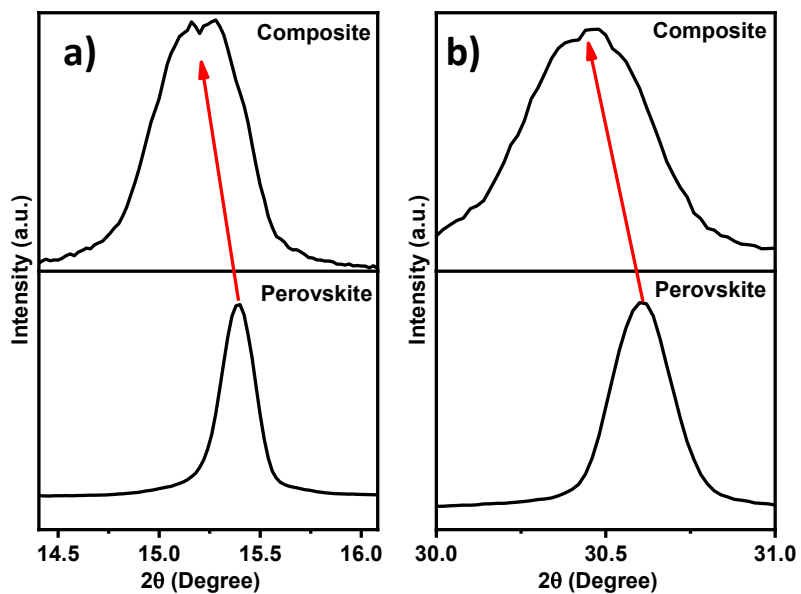 a)
Composite
Perovskite
Intensity (a.u.)
14.5 15.0 15.5 16.0
2θ (Degree)
b)
Composite
Perovskite
Intensity (a.u.)
30.0 30.5 31.0
2θ (Degree)